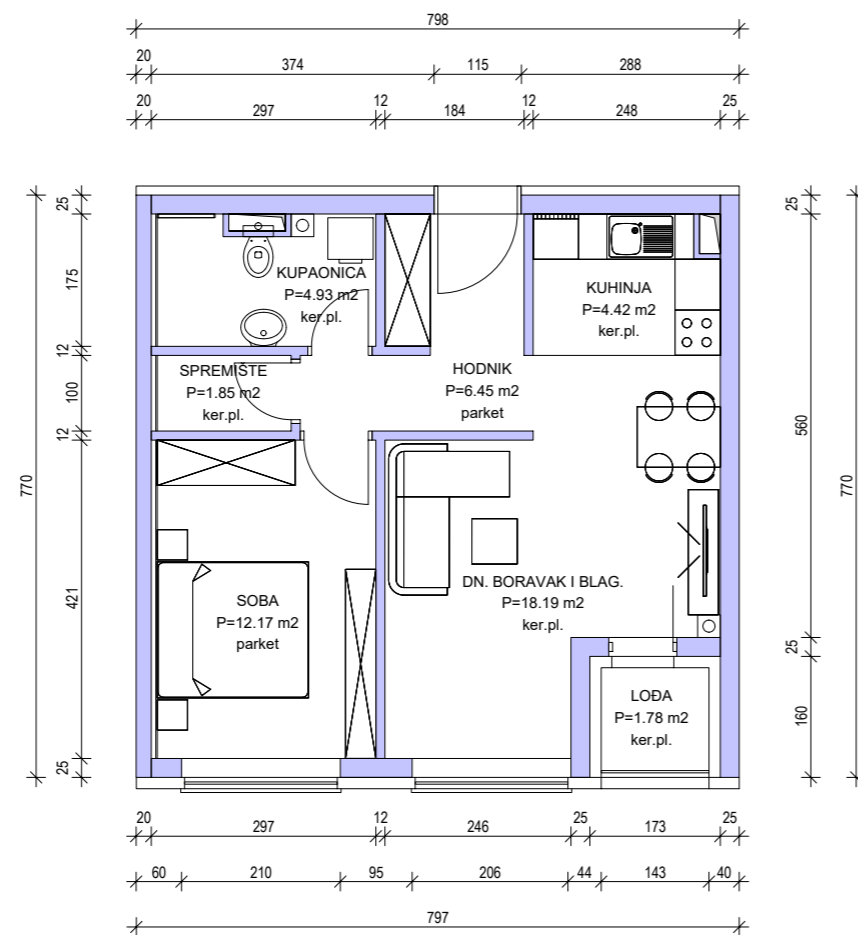 798
20 374 115 288
20 297 12 184 12 248 25
25
175
12
100
12
421
25
770
KUPAONICA
P=4.93 m2
ker.pl.
KUHINJA
P=4.42 m2
ker.pl.
SPREMIŠTE
P=1.85 m2
ker.pl.
HODNIK
P=6.45 m2
parket
DN. BORAVAK I BLAG.
P=18.19 m2
ker.pl.
SOBA
P=12.17 m2
parket
LOĐA
P=1.78 m2
ker.pl.
25
560
25
160
770
20 297 12 246 25 173 25
60 210 95 206 44 143 40
797